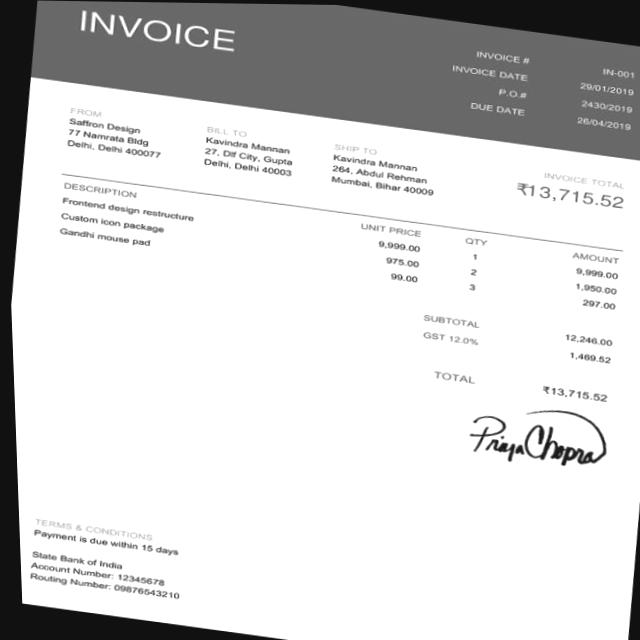 INVOICE
INVOICE # IN-001
INVOICE DATE 29/01/2019
P.O.# 2430/2019
DUE DATE 26/04/2019
FROM
Saffron Design
77 Namrata Bldg
Delhi, Delhi 400077
BILL TO
Kavindra Mannan
27, Dlf City, Gupta
Delhi, Delhi 40003
SHIP TO
Kavindra Mannan
264, Abdul Rehman
Mumbai, Bihar 40009
INVOICE TOTAL
₹13,715.52
DESCRIPTION UNIT PRICE QTY AMOUNT
Frontend design restructure 9,999.00 1 9,999.00
Custom icon package 975.00 2 1,950.00
Gandhi mouse pad 99.00 3 297.00
SUBTOTAL 12,246.00
GST 12.0% 1,469.52
TOTAL ₹13,715.52
Priya Chopra
TERMS & CONDITIONS
Payment is due within 15 days
State Bank of India
Account Number: 12345678
Routing Number: 09876543210